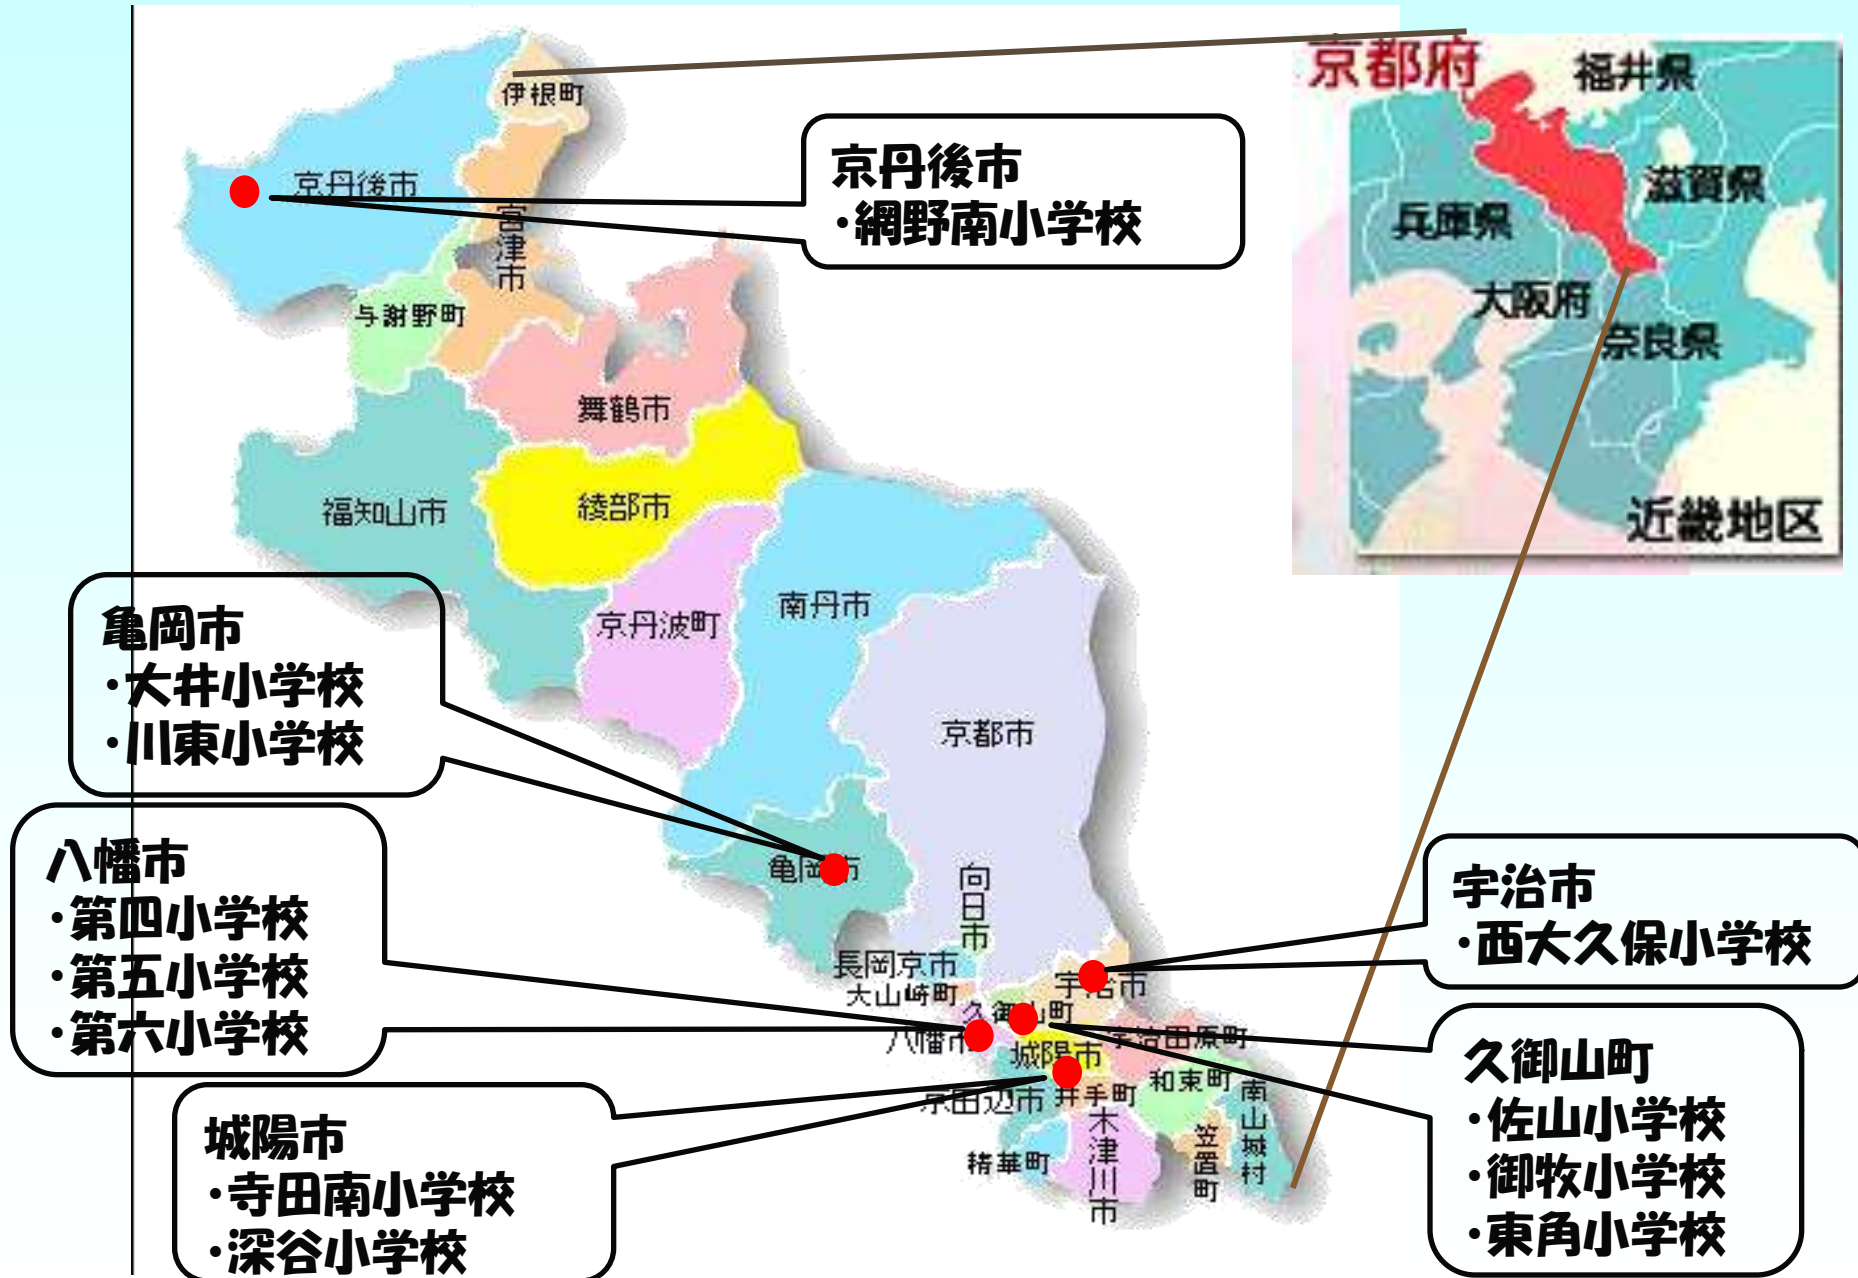 京都府
福井県
滋賀県
兵庫県
大阪府
奈良県
近畿地区
伊根町
京丹後市
宮津市
与謝野町
舞鶴市
福知山市
綾部市
京丹波町
南丹市
京都市
亀岡市
向日市
長岡京市
大山崎町
宇治市
久御山町
八幡市
城陽市
宇治田原町
京田辺市
井手町
和束町
南山城村
木津川市
笠置町
精華町
京丹後市
・網野南小学校
亀岡市
・大井小学校
・川東小学校
八幡市
・第四小学校
・第五小学校
・第六小学校
城陽市
・寺田南小学校
・深谷小学校
宇治市
・西大久保小学校
久御山町
・佐山小学校
・御牧小学校
・東角小学校